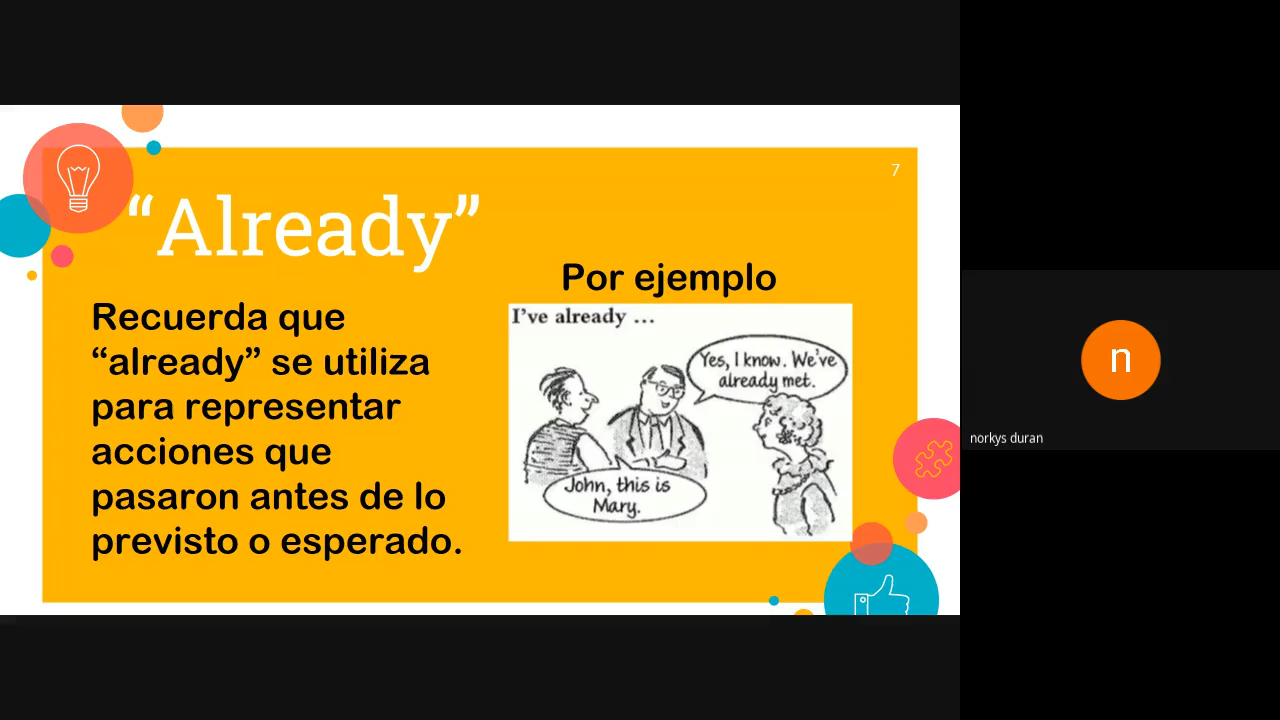 7
“Already”
Recuerda que
“already” se utiliza
para representar
acciones que
pasaron antes de lo
previsto o esperado.
Por ejemplo
I've already ...
Yes, I know. We've
already met.
John, this is
Mary.
n
norkys duran